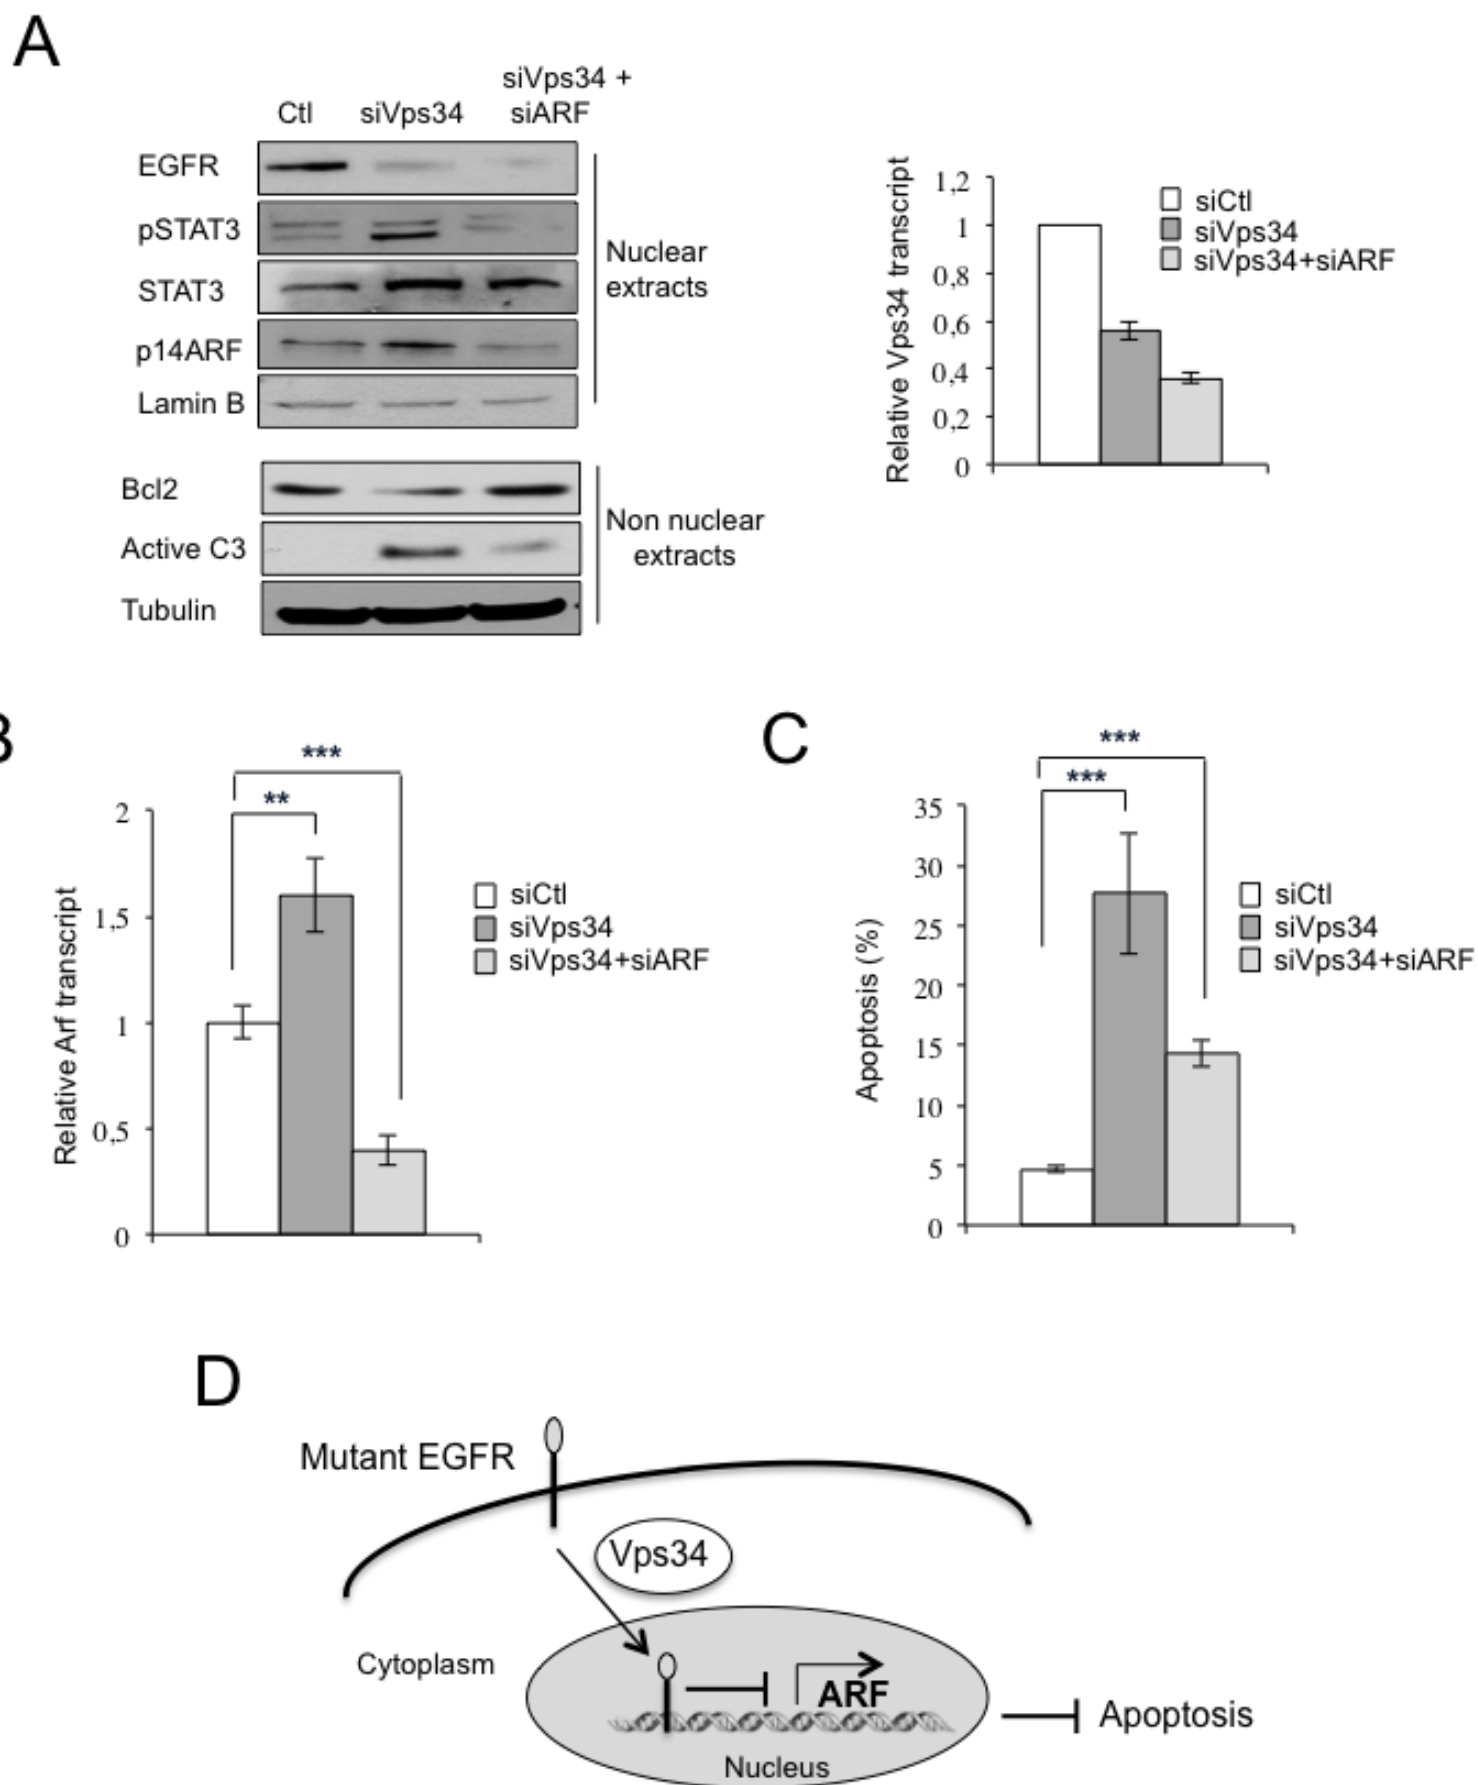 A
siVps34 +
Ctl siVps34 siARF
EGFR
pSTAT3
STAT3
p14ARF
Lamin B
Nuclear
extracts
Bcl2
Active C3
Tubulin
Non nuclear
extracts
Relative Vps34 transcript
1,2
1
0,8
0,6
0,4
0,2
0
siCtl
siVps34
siVps34+siARF
B
***
**
Relative Arf transcript
2
1,5
1
0,5
0
siCtl
siVps34
siVps34+siARF
C
***
***
Apoptosis (%)
35
30
25
20
15
10
5
0
siCtl
siVps34
siVps34+siARF
D
Mutant EGFR
Vps34
Cytoplasm
ARF
Apoptosis
Nucleus